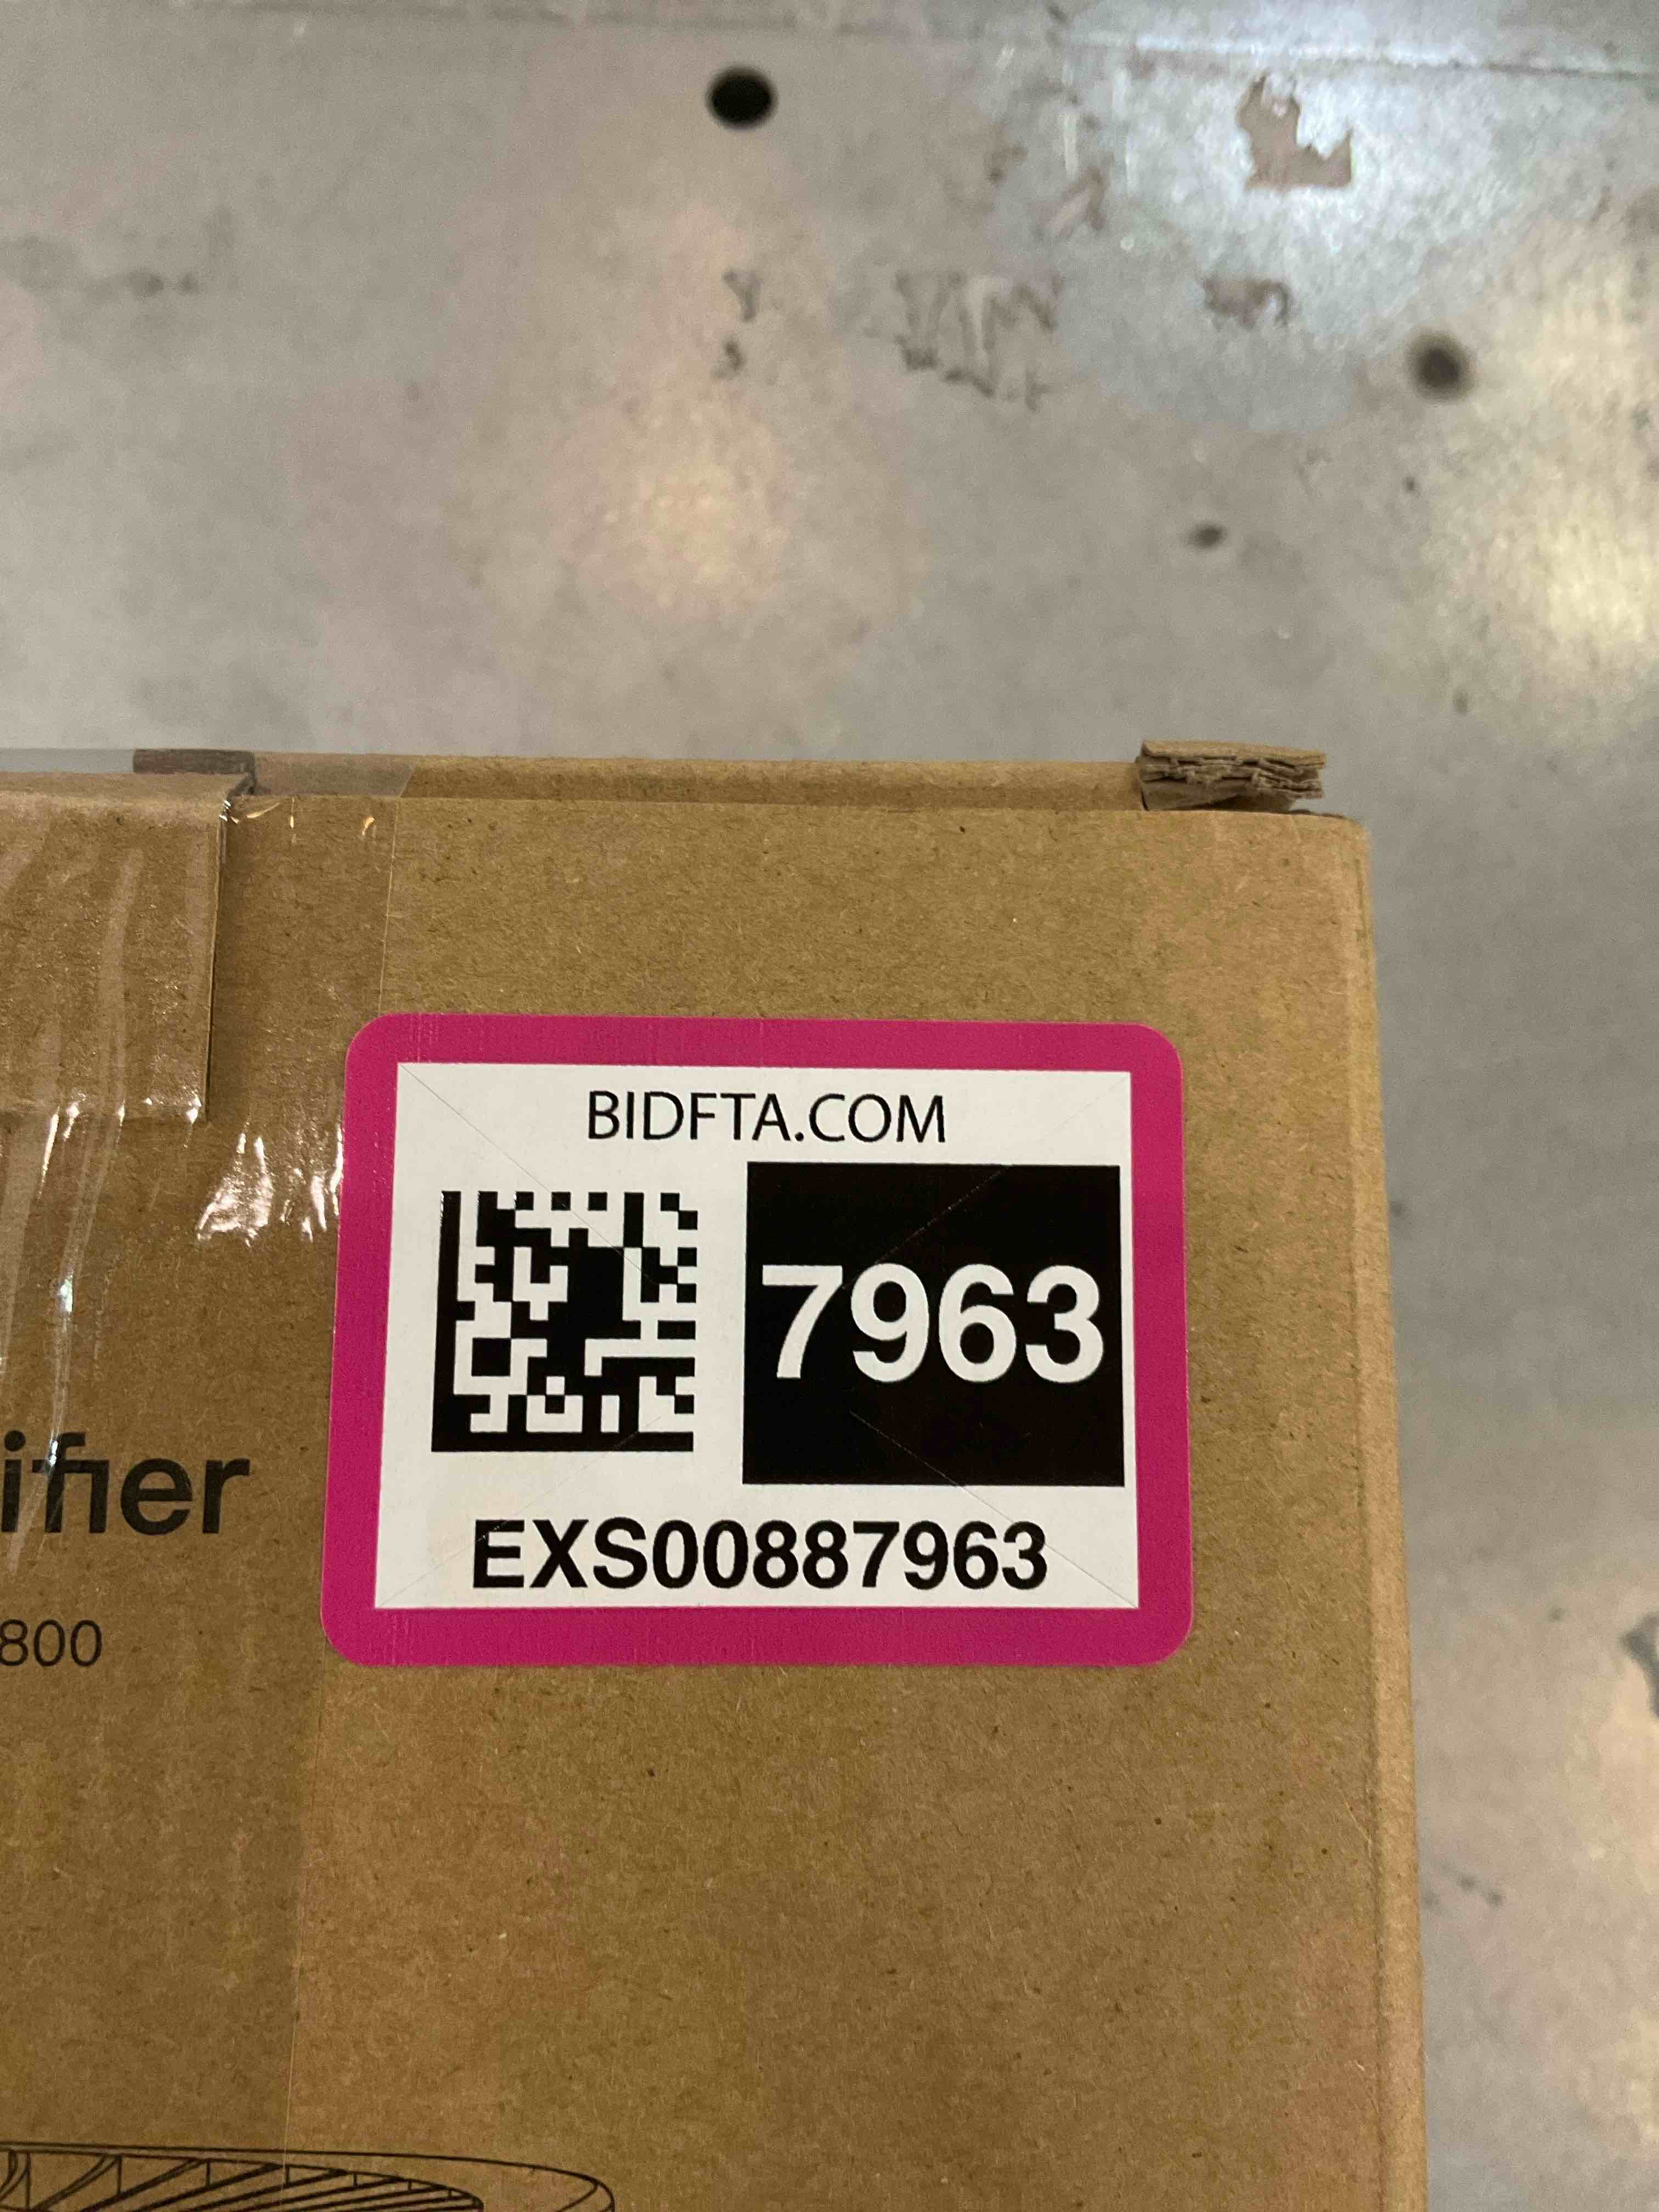 BIDFTA.COM
7963
EXS00887963
ifier
800